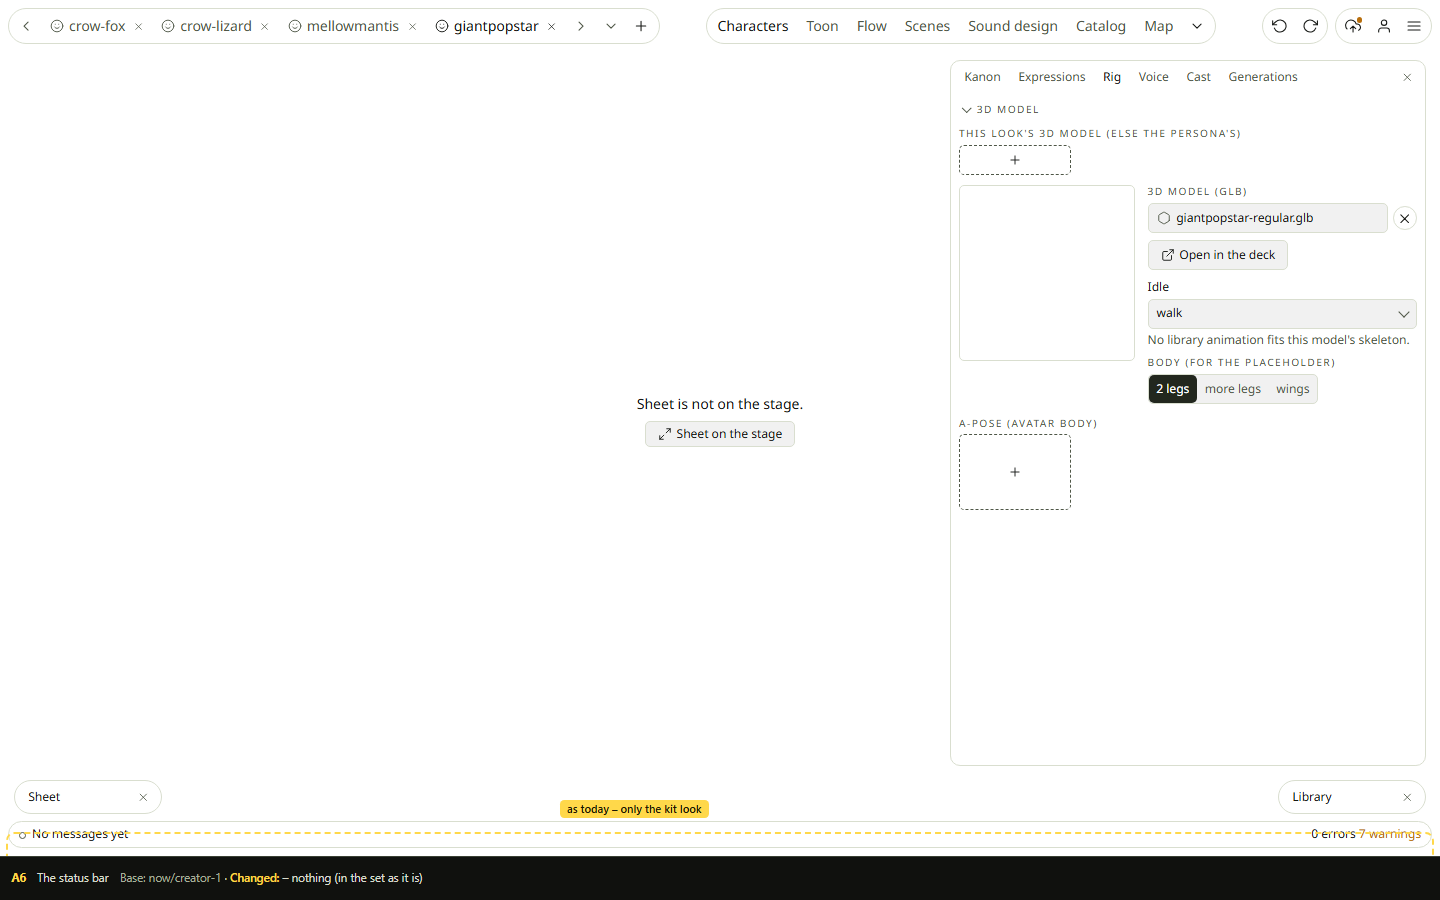 crow-fox crow-lizard mellowmantis giantpopstar
Characters Toon Flow Scenes Sound design Catalog Map
Kanon Expressions Rig Voice Cast Generations
3D MODEL
THIS LOOK'S 3D MODEL (ELSE THE PERSONA'S)
3D MODEL (GLB)
giantpopstar-regular.glb
Open in the deck
Idle
walk
No library animation fits this model's skeleton.
BODY (FOR THE PLACEHOLDER)
2 legs more legs wings
A-POSE (AVATAR BODY)
Sheet is not on the stage.
Sheet on the stage
Sheet
Library
as today – only the kit look
No messages yet
0 errors 7 warnings
A6 The status bar Base: now/creator-1 · Changed: – nothing (in the set as it is)